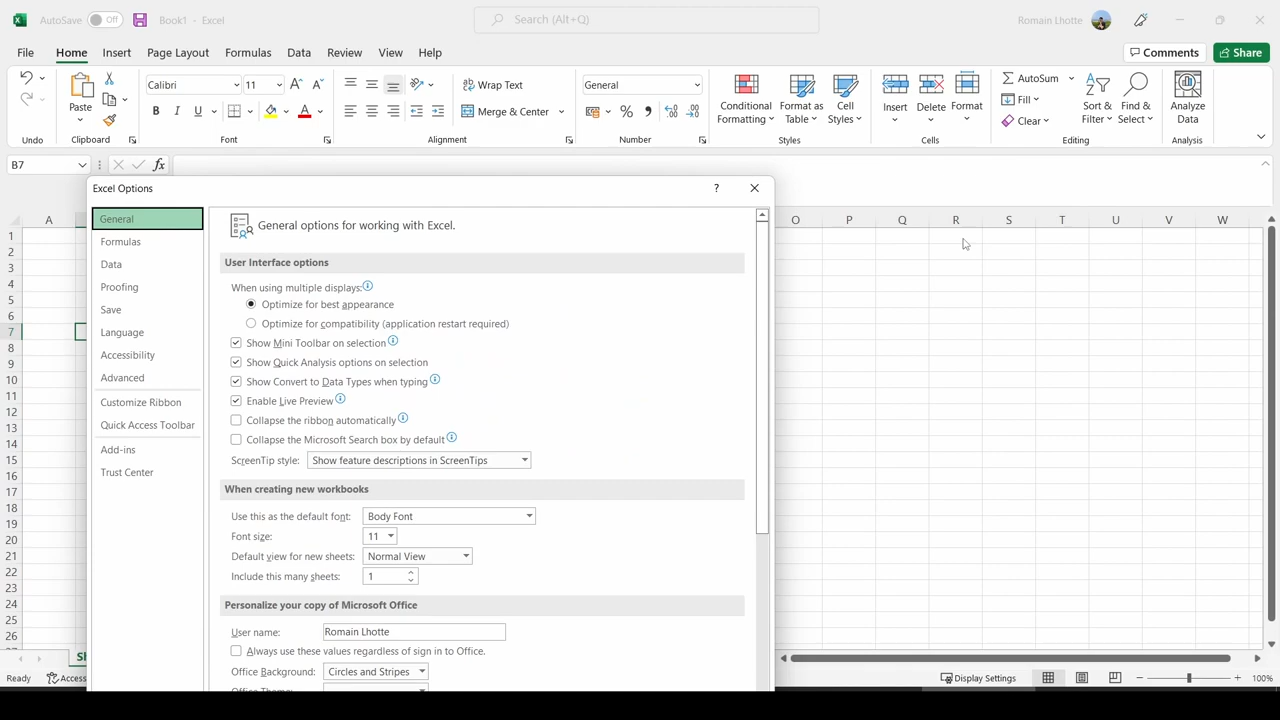 AutoSave Off Book1 - Excel Search (Alt+Q) Romain Lhotte
File Home Insert Page Layout Formulas Data Review View Help Comments Share
Calibri 11 Wrap Text General AutoSum
Paste Conditional Formatting Format as Table Cell Styles Insert Delete Format Fill Sort & Filter Find & Select Analyze Data
Merge & Center Clear
Undo Clipboard Font Alignment Number Styles Cells Editing Analysis
B7 fx
Excel Options ?
A O P Q R S T U V W
1
2
3
4
5
6
7
8
9
10
11
12
13
14
15
16
17
18
19
20
21
22
23
24
25
26
General
Formulas
Data
Proofing
Save
Language
Accessibility
Advanced
Customize Ribbon
Quick Access Toolbar
Add-ins
Trust Center
General options for working with Excel.
User Interface options
When using multiple displays:
Optimize for best appearance
Optimize for compatibility (application restart required)
Show Mini Toolbar on selection
Show Quick Analysis options on selection
Show Convert to Data Types when typing
Enable Live Preview
Collapse the ribbon automatically
Collapse the Microsoft Search box by default
ScreenTip style: Show feature descriptions in ScreenTips
When creating new workbooks
Use this as the default font: Body Font
Font size: 11
Default view for new sheets: Normal View
Include this many sheets: 1
Personalize your copy of Microsoft Office
User name: Romain Lhotte
Always use these values regardless of sign in to Office.
Office Background: Circles and Stripes
Ready Display Settings 100%